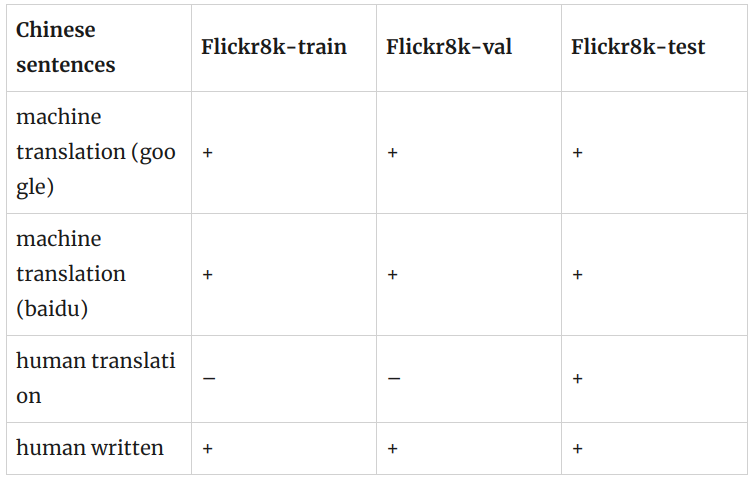 Chinese sentences Flickr8k-train Flickr8k-val Flickr8k-test
machine translation (google) + + +
machine translation (baidu) + + +
human translation – – +
human written + + +